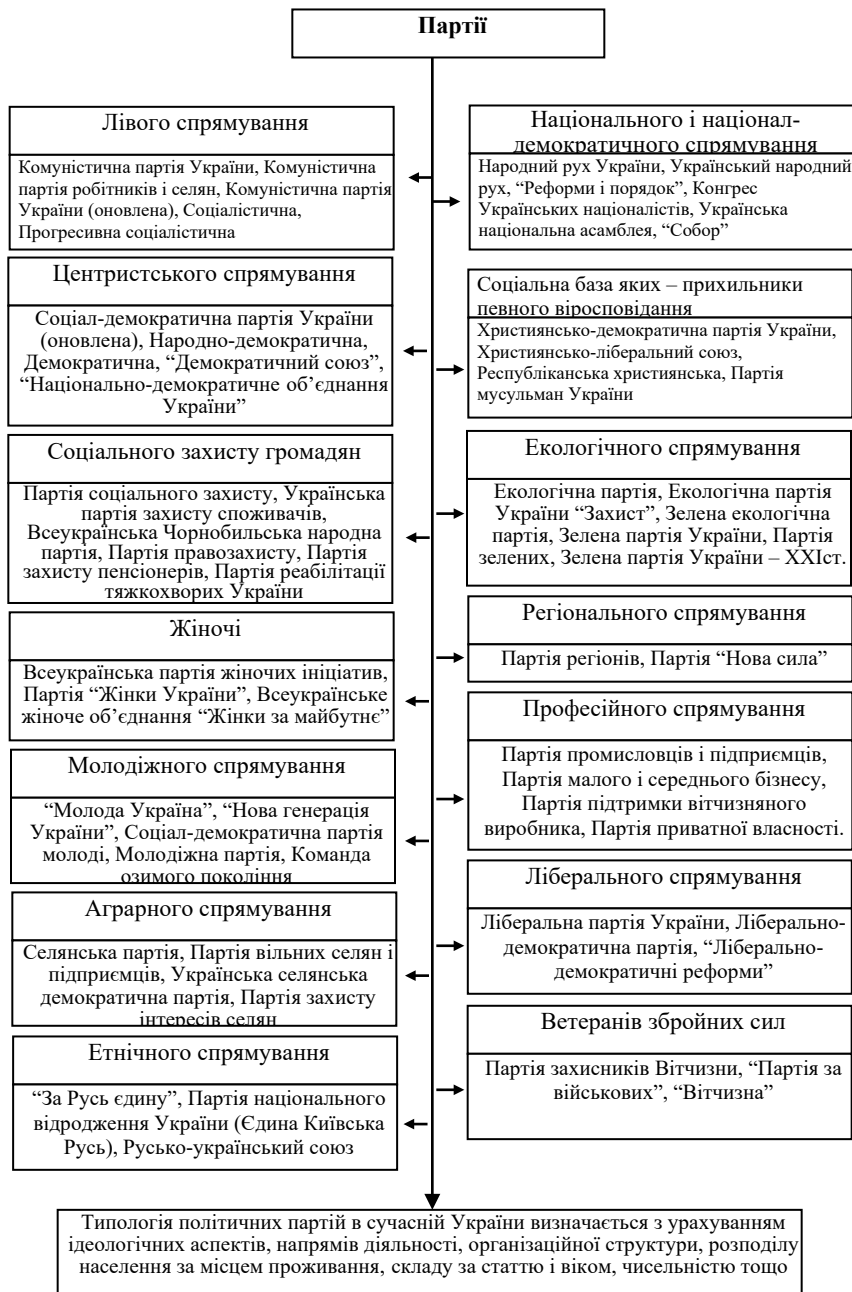 Партії
Лівого спрямування
Комуністична партія України, Комуністична
партія робітників і селян, Комуністична партія
України (оновлена), Соціалістична,
Прогресивна соціалістична
Центристського спрямування
Соціал-демократична партія України
(оновлена), Народно-демократична,
Демократична, “Демократичний союз”,
“Національно-демократичне об’єднання
України”
Соціального захисту громадян
Партія соціального захисту, Українська
партія захисту споживачів,
Всеукраїнська Чорнобильська народна
партія, Партія правозахисту, Партія
захисту пенсіонерів, Партія реабілітації
тяжкохворих України
Жіночі
Всеукраїнська партія жіночих ініціатив,
Партія “Жінки України”, Всеукраїнське
жіноче об’єднання “Жінки за майбутнє”
Молодіжного спрямування
“Молода Україна”, “Нова генерація
України”, Соціал-демократична партія
молоді, Молодіжна партія, Команда
озимого покоління
Аграрного спрямування
Селянська партія, Партія вільних селян і
підприємців, Українська селянська
демократична партія, Партія захисту
інтересів селян
Етнічного спрямування
“За Русь єдину”, Партія національного
відродження України (Єдина Київська
Русь), Русько-український союз
Національного і націонал-
демократичного спрямування
Народний рух України, Український народний
рух, “Реформи і порядок”, Конгрес
Українських націоналістів, Українська
національна асамблея, “Собор”
Соціальна база яких – прихильники
певного віросповідання
Християнсько-демократична партія України,
Християнсько-ліберальний союз,
Республіканська християнська, Партія
мусульман України
Екологічного спрямування
Екологічна партія, Екологічна партія
України “Захист”, Зелена екологічна
партія, Зелена партія України, Партія
зелених, Зелена партія України – ХХІст.
Регіонального спрямування
Партія регіонів, Партія “Нова сила”
Професійного спрямування
Партія промисловців і підприємців,
Партія малого і середнього бізнесу,
Партія підтримки вітчизняного
виробника, Партія приватної власності.
Ліберального спрямування
Ліберальна партія України, Ліберально-
демократична партія, “Ліберально-
демократичні реформи”
Ветеранів збройних сил
Партія захисників Вітчизни, “Партія за
військових”, “Вітчизна”
Типологія політичних партій в сучасній Україні визначається з урахуванням
ідеологічних аспектів, напрямів діяльності, організаційної структури, розподілу
населення за місцем проживання, складу за статтю і віком, чисельністю тощо